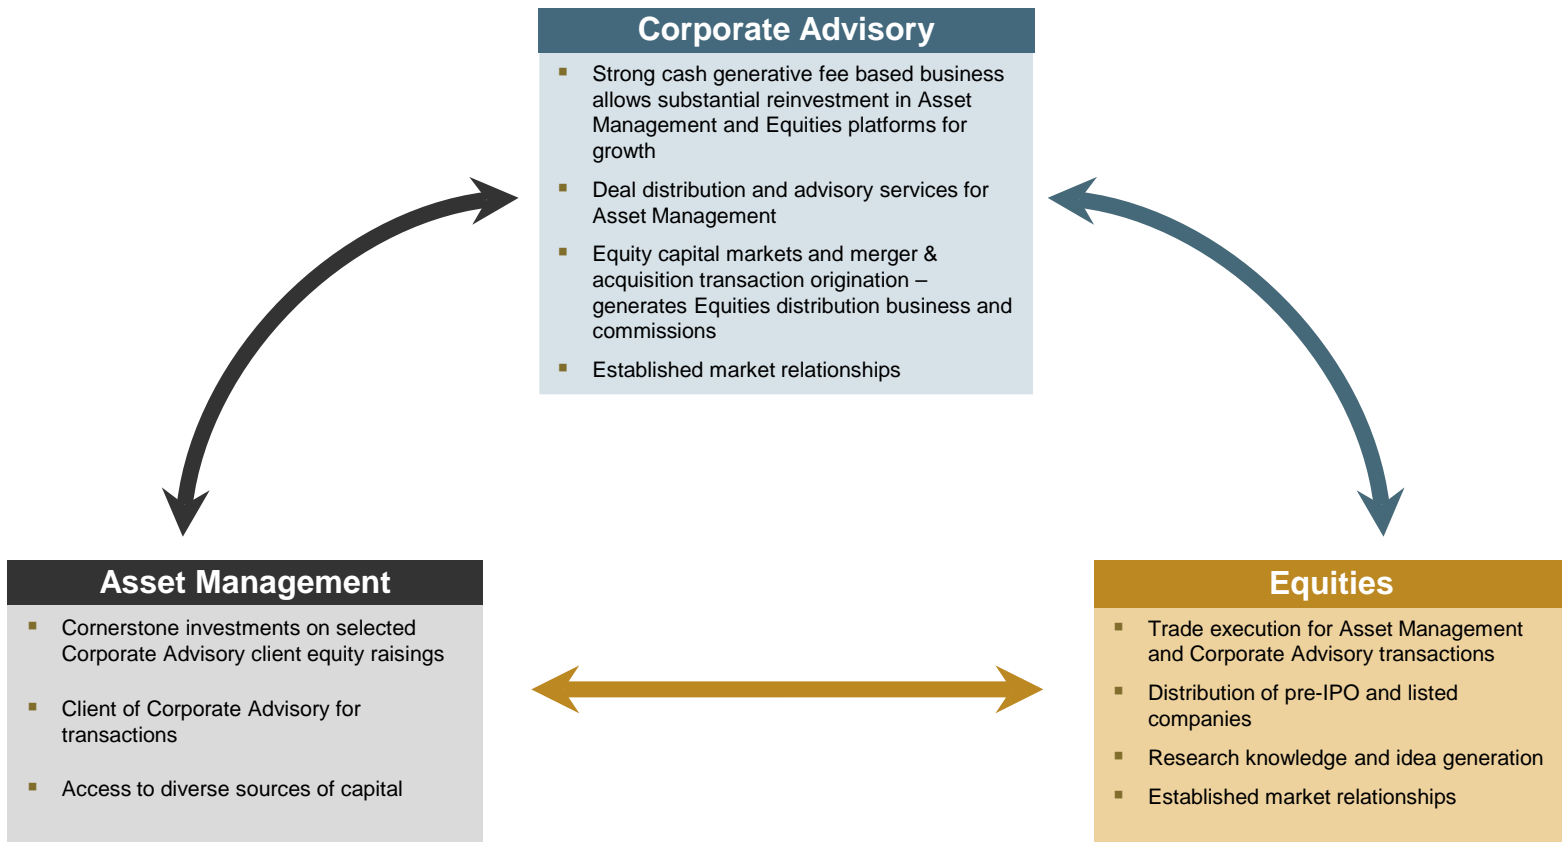 Corporate Advisory
▪ Strong cash generative fee based business
allows substantial reinvestment in Asset
Management and Equities platforms for
growth
▪ Deal distribution and advisory services for
Asset Management
▪ Equity capital markets and merger &
acquisition transaction origination –
generates Equities distribution business and
commissions
▪ Established market relationships
Asset Management
▪ Cornerstone investments on selected
Corporate Advisory client equity raisings
▪ Client of Corporate Advisory for
transactions
▪ Access to diverse sources of capital
Equities
▪ Trade execution for Asset Management
and Corporate Advisory transactions
▪ Distribution of pre-IPO and listed
companies
▪ Research knowledge and idea generation
▪ Established market relationships